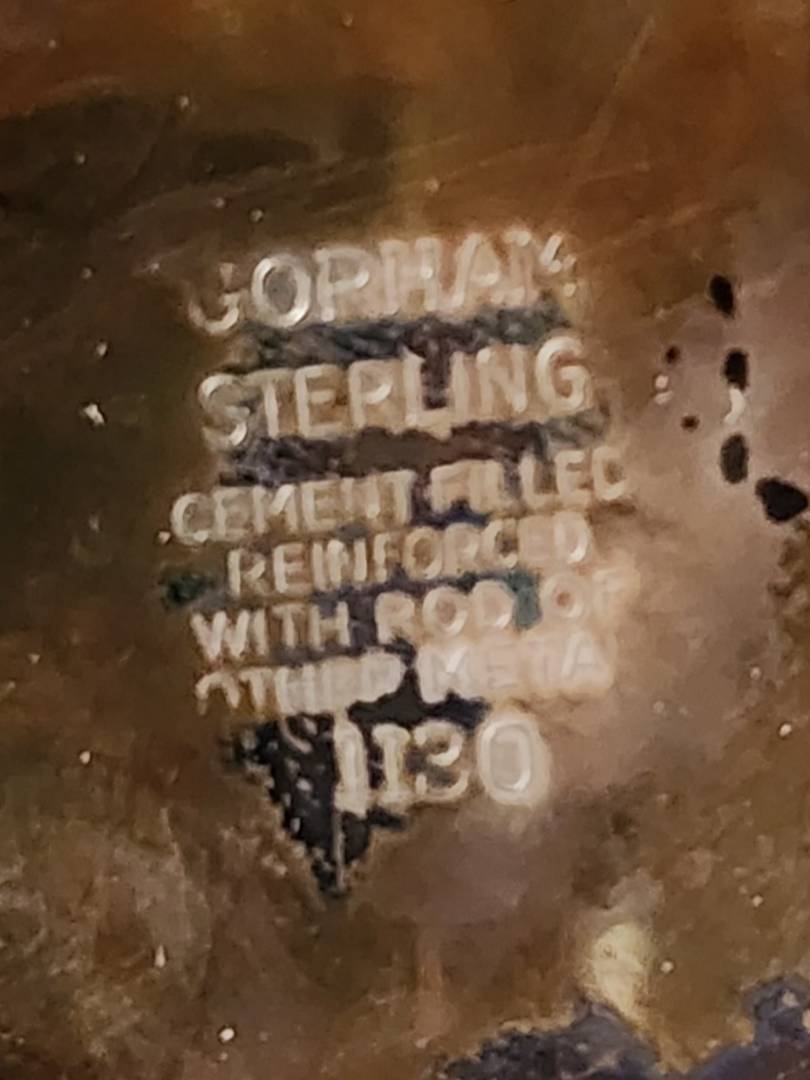 GORHAM
STERLING
CEMENT FILLED
REINFORCED
WITH ROD OF
OTHER METAL
1130